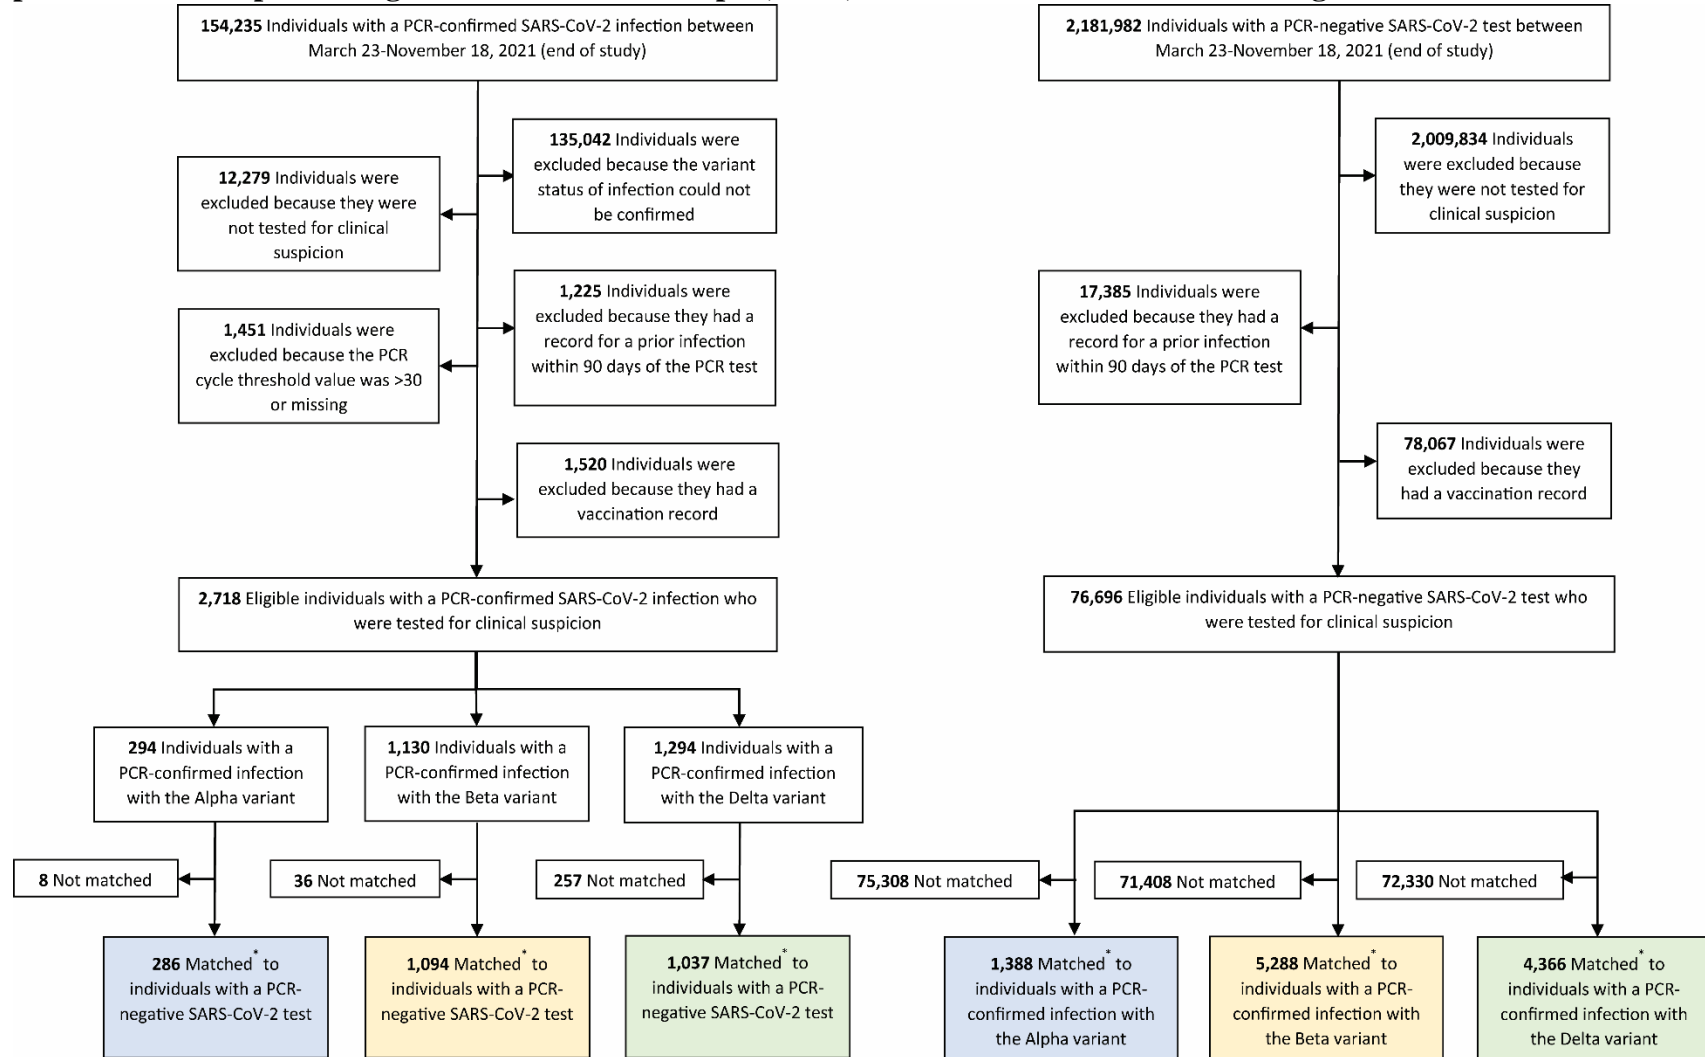 154,235 Individuals with a PCR-confirmed SARS-CoV-2 infection between
March 23-November 18, 2021 (end of study)
135,042 Individuals were
excluded because the variant
status of infection could not
be confirmed
12,279 Individuals were
excluded because they were
not tested for clinical
suspicion
1,225 Individuals were
excluded because they had a
record for a prior infection
within 90 days of the PCR test
1,451 Individuals were
excluded because the PCR
cycle threshold value was >30
or missing
1,520 Individuals were
excluded because they had a
vaccination record
2,718 Eligible individuals with a PCR-confirmed SARS-CoV-2 infection who
were tested for clinical suspicion
294 Individuals with a
PCR-confirmed infection
with the Alpha variant
1,130 Individuals with a
PCR-confirmed infection
with the Beta variant
1,294 Individuals with a
PCR-confirmed infection
with the Delta variant
8 Not matched
36 Not matched
257 Not matched
286 Matched* to
individuals with a PCR-
negative SARS-CoV-2 test
1,094 Matched* to
individuals with a PCR-
negative SARS-CoV-2 test
1,037 Matched* to
individuals with a PCR-
negative SARS-CoV-2 test
2,181,982 Individuals with a PCR-negative SARS-CoV-2 test between
March 23-November 18, 2021 (end of study)
2,009,834 Individuals
were excluded because
they were not tested for
clinical suspicion
17,385 Individuals were
excluded because they had a
record for a prior infection
within 90 days of the PCR test
78,067 Individuals were
excluded because they
had a vaccination record
76,696 Eligible individuals with a PCR-negative SARS-CoV-2 test who
were tested for clinical suspicion
75,308 Not matched
71,408 Not matched
72,330 Not matched
1,388 Matched* to
individuals with a PCR-
confirmed infection with
the Alpha variant
5,288 Matched* to
individuals with a PCR-
confirmed infection with
the Beta variant
4,366 Matched* to
individuals with a PCR-
confirmed infection with
the Delta variant